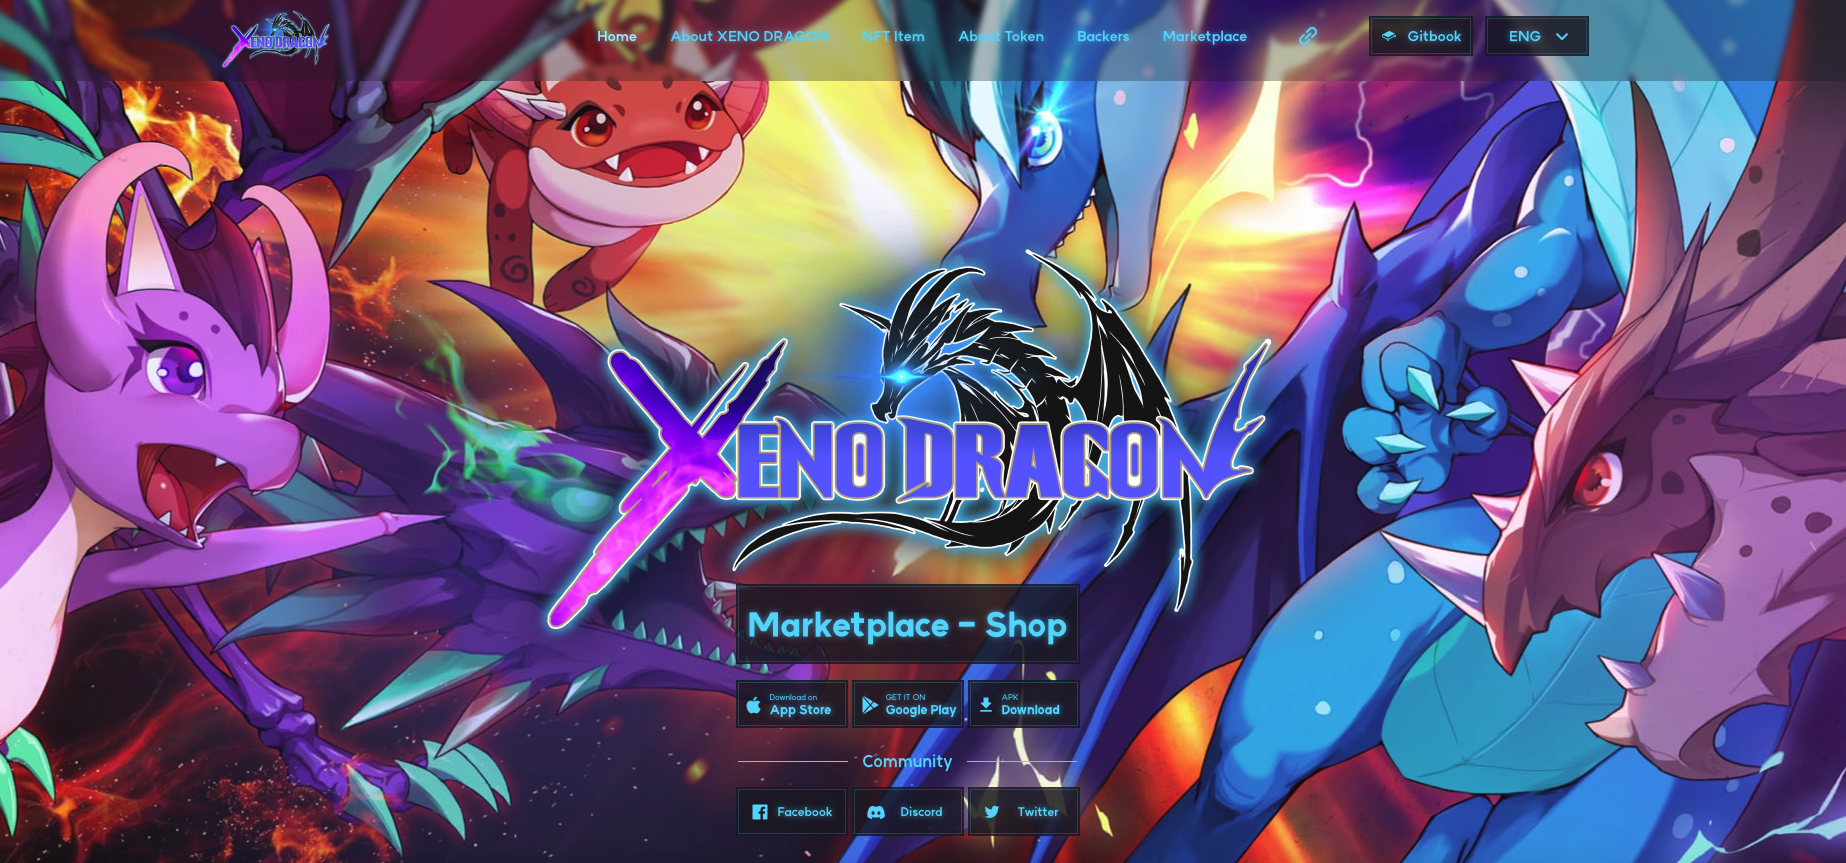 XENO DRAGON
Home
About XENO DRAGON
NFT Item
About Token
Backers
Marketplace
Gitbook
ENG
XENO DRAGON
Marketplace - Shop
Download on
App Store
GET IT ON
Google Play
APK
Download
Community
Facebook
Discord
Twitter